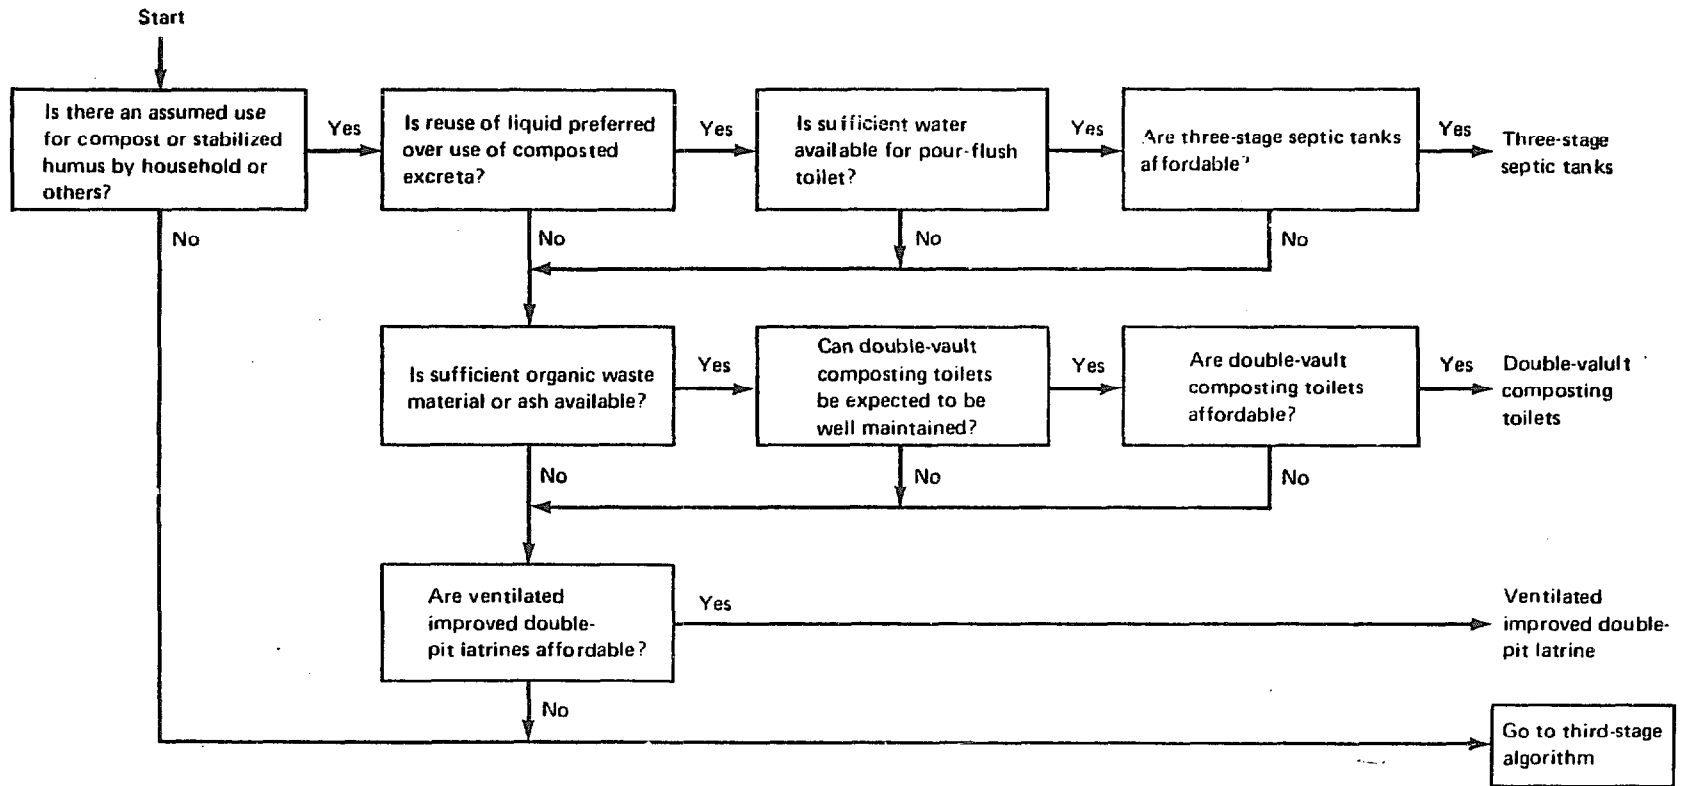 Start
Is there an assumed use
for compost or stabilized
humus by household or
others?
Yes
Is reuse of liquid preferred
over use of composted
excreta?
Yes
Is sufficient water
available for pour-flush
toilet?
Yes
Are three-stage septic tanks
affordable?
Yes
Three-stage
septic tanks
No
No
No
No
Is sufficient organic waste
material or ash available?
Yes
Can double-vault
composting toilets
be expected to be
well maintained?
Yes
Are double-vault
composting toilets
affordable?
Yes
Double-valult
composting
toilets
No
No
No
Are ventilated
improved double-
pit latrines affordable?
Yes
Ventilated
improved double-
pit latrine
No
Go to third-stage
algorithm